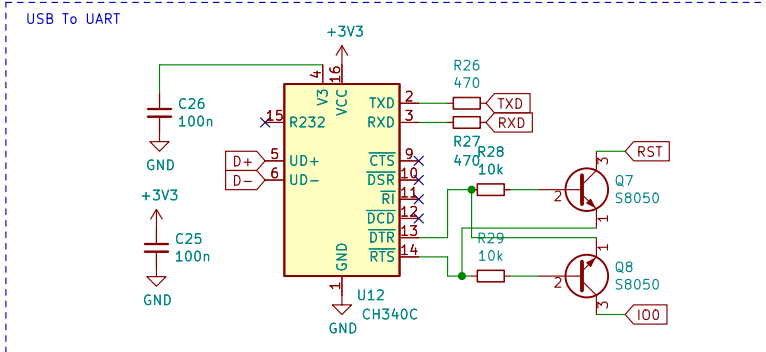 USB To UART
+3V3
4
16
V3
VCC
C26
100n
GND
15
R232
D+
5
UD+
D-
6
UD-
+3V3
C25
100n
GND
TXD
2
RXD
3
CTS
9
DSR
10
RI
11
DCD
12
DTR
13
RTS
14
GND
1
U12
CH340C
GND
R26
470
TXD
RXD
R27
470
R28
10k
R29
10k
3
RST
2
Q7
S8050
1
1
2
Q8
S8050
3
IO0